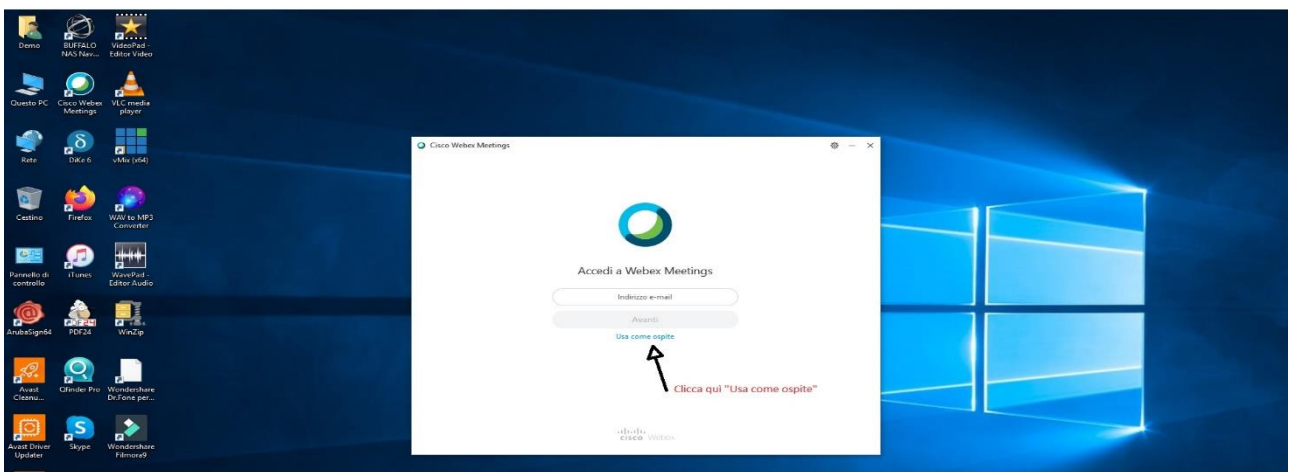 Demo
BUFFALO
NAS Nav...
VideoPad -
Editor Video
Questo PC
Cisco Webex
Meetings
VLC media
player
Rete
DiKe 6
vMix (x64)
Cestino
Firefox
WAV to MP3
Converter
Pannello di
controllo
iTunes
WavePad -
Editor Audio
ArubaSign64
PDF24
PDF24
WinZip
Avast
Cleanu...
Qfinder Pro
Wondershare
Dr.Fone per...
Avast Driver
Updater
Skype
Wondershare
Filmora9
Cisco Webex Meetings
Accedi a Webex Meetings
Indirizzo e-mail
Avanti
Usa come ospite
Clicca quì "Usa come ospite"
cisco Webex